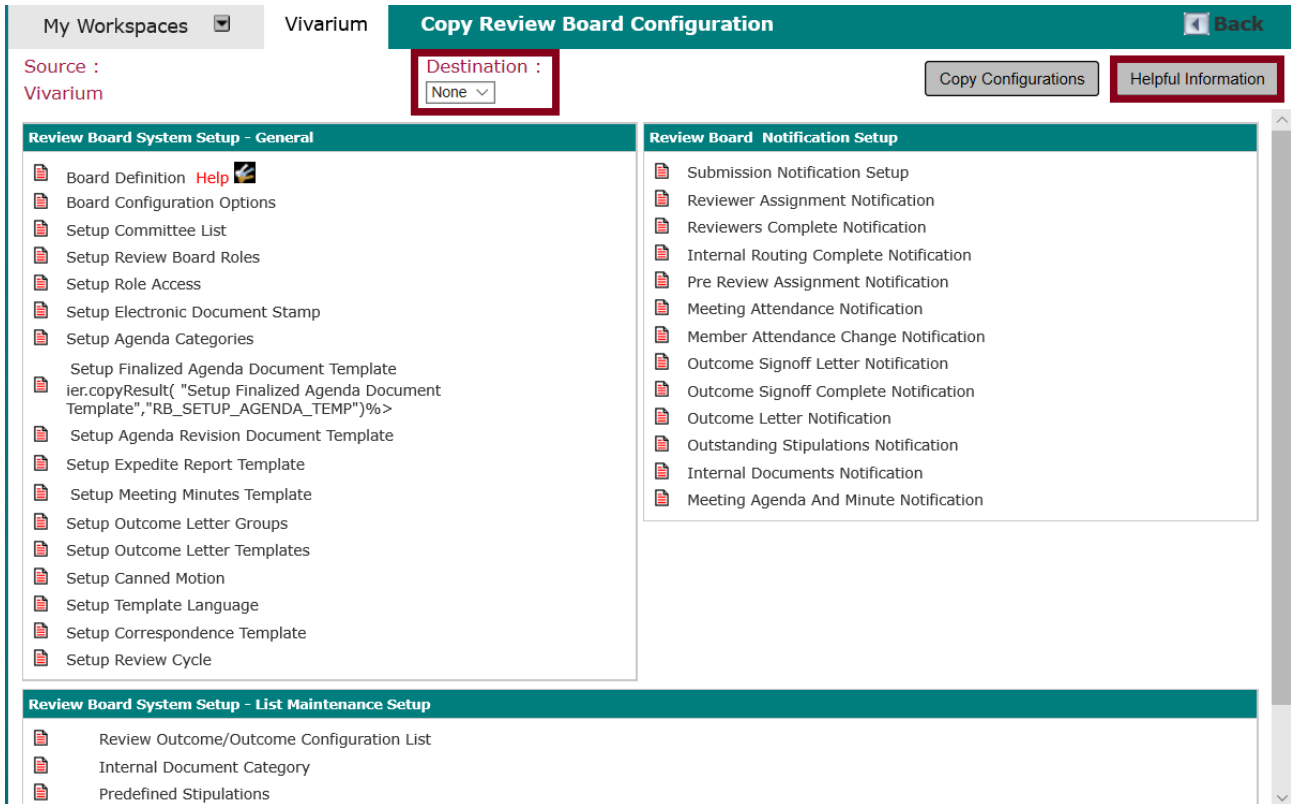 My Workspaces
Vivarium
Copy Review Board Configuration
Back
Source :
Vivarium
Destination :
None
Copy Configurations
Helpful Information
Review Board System Setup - General
Board Definition Help
Board Configuration Options
Setup Committee List
Setup Review Board Roles
Setup Role Access
Setup Electronic Document Stamp
Setup Agenda Categories
Setup Finalized Agenda Document Template
ier.copyResult( "Setup Finalized Agenda Document
Template","RB_SETUP_AGENDA_TEMP")%>
Setup Agenda Revision Document Template
Setup Expedite Report Template
Setup Meeting Minutes Template
Setup Outcome Letter Groups
Setup Outcome Letter Templates
Setup Canned Motion
Setup Template Language
Setup Correspondence Template
Setup Review Cycle
Review Board Notification Setup
Submission Notification Setup
Reviewer Assignment Notification
Reviewers Complete Notification
Internal Routing Complete Notification
Pre Review Assignment Notification
Meeting Attendance Notification
Member Attendance Change Notification
Outcome Signoff Letter Notification
Outcome Signoff Complete Notification
Outcome Letter Notification
Outstanding Stipulations Notification
Internal Documents Notification
Meeting Agenda And Minute Notification
Review Board System Setup - List Maintenance Setup
Review Outcome/Outcome Configuration List
Internal Document Category
Predefined Stipulations